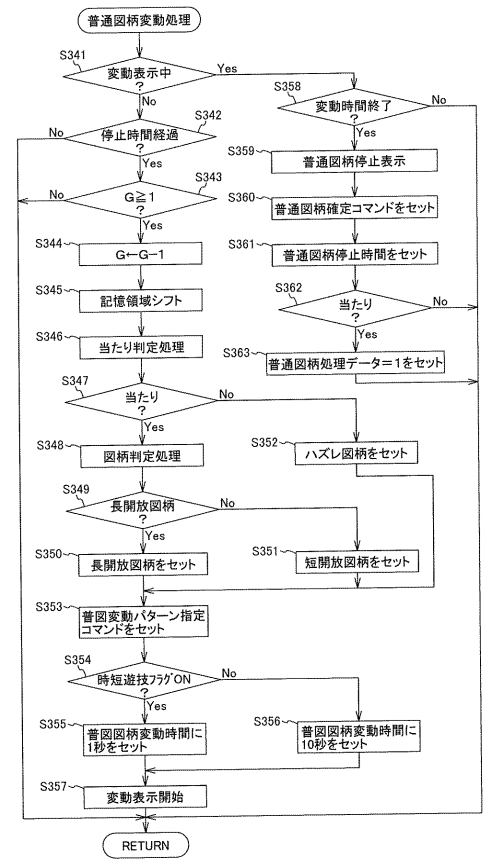 普通図柄変動処理
S341
変動表示中
?
Yes
No
S342
停止時間経過
?
No
Yes
S343
G≧1
?
No
Yes
S344
G←G−1
S345
記憶領域シフト
S346
当たり判定処理
S347
当たり
?
No
Yes
S348
図柄判定処理
S349
長開放図柄
?
No
Yes
S350
長開放図柄をセット
S351
短開放図柄をセット
S352
ハズレ図柄をセット
S353
普図変動パターン指定
コマンドをセット
S354
時短遊技フラグON
?
No
Yes
S355
普図図柄変動時間に
1秒をセット
S356
普図図柄変動時間に
10秒をセット
S357
変動表示開始
S358
変動時間終了
?
No
Yes
S359
普通図柄停止表示
S360
普通図柄確定コマンドをセット
S361
普通図柄停止時間をセット
S362
当たり
?
No
Yes
S363
普通図柄処理データ=1をセット
RETURN